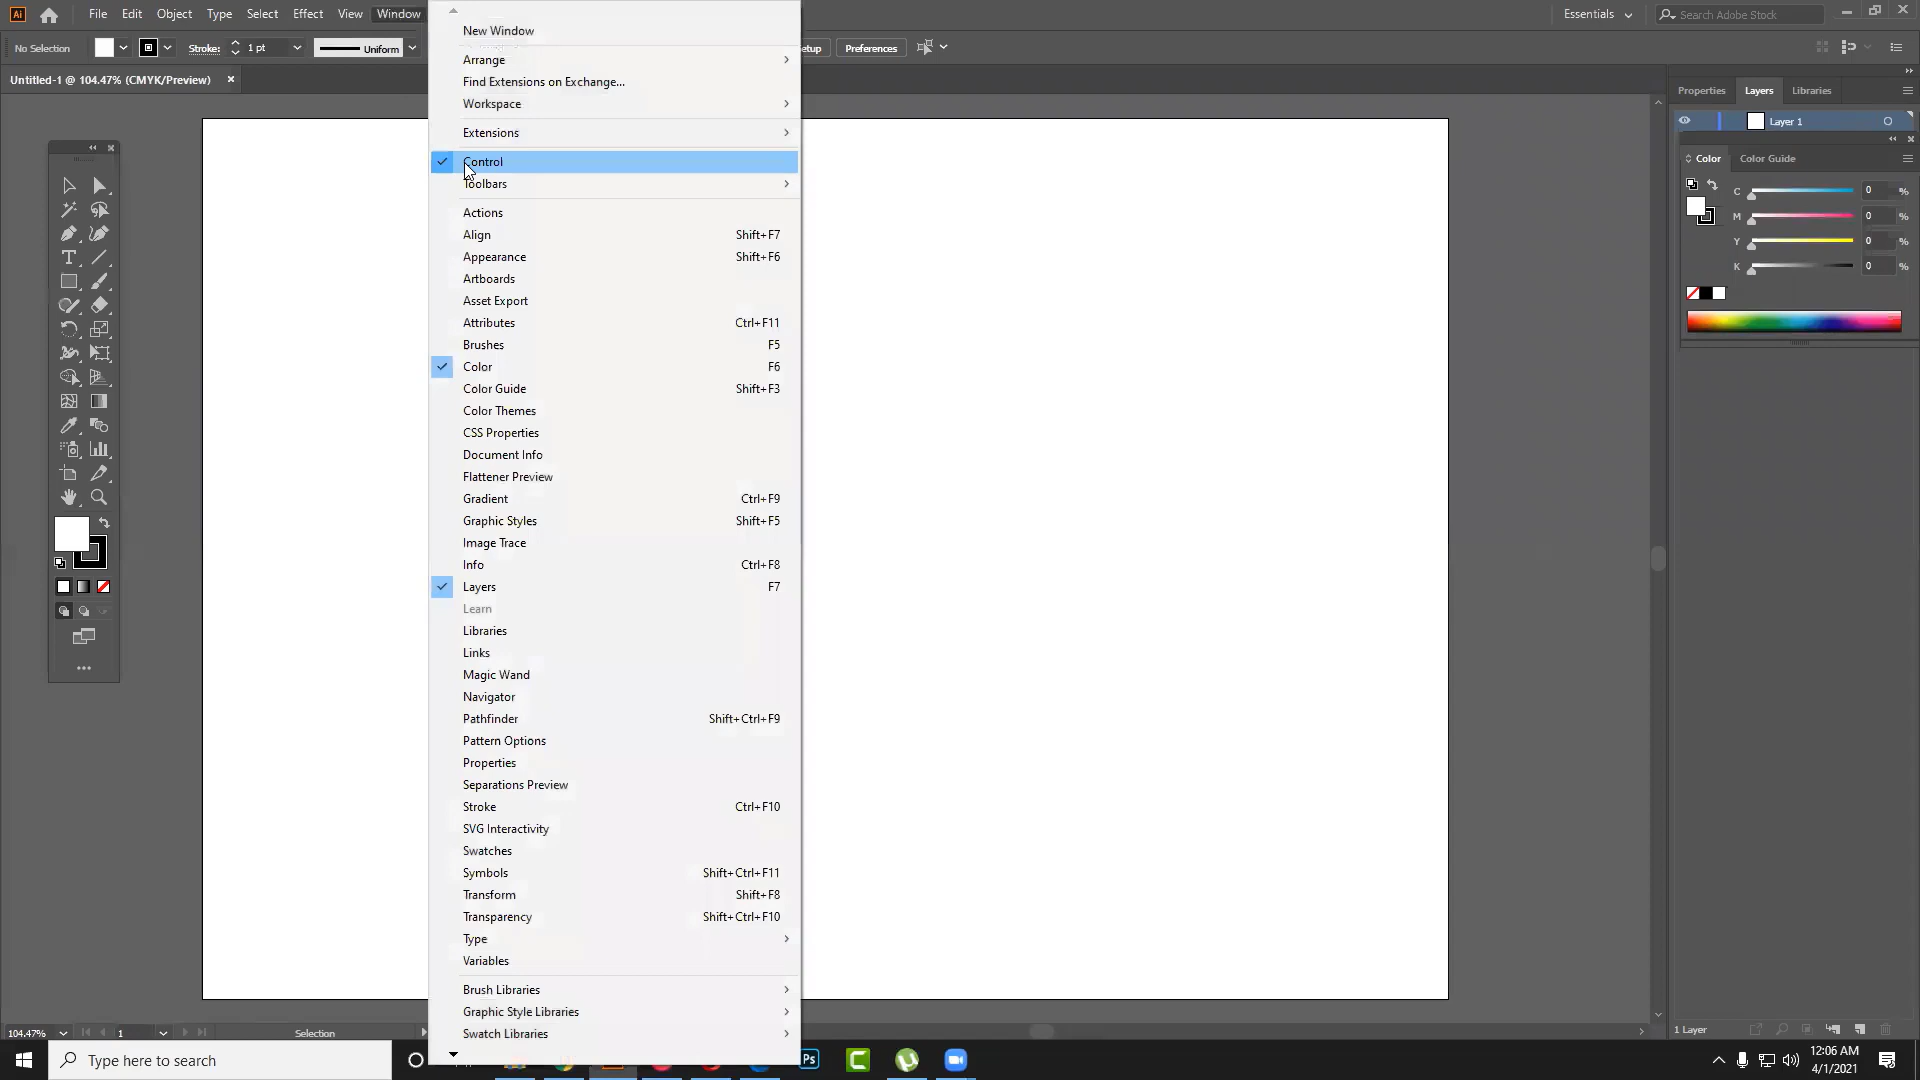 Ai File Edit Object Type Select Effect View Window Essentials Search Adobe Stock
No Selection Stroke: 1 pt Uniform Preferences
Untitled-1 @ 104.47% (CMYK/Preview)
New Window
Arrange
Find Extensions on Exchange...
Workspace
Extensions
Control
Toolbars
Actions
Align Shift+F7
Appearance Shift+F6
Artboards
Asset Export
Attributes Ctrl+F11
Brushes F5
Color F6
Color Guide Shift+F3
Color Themes
CSS Properties
Document Info
Flattener Preview
Gradient Ctrl+F9
Graphic Styles Shift+F5
Image Trace
Info Ctrl+F8
Layers F7
Learn
Libraries
Links
Magic Wand
Navigator
Pathfinder Shift+Ctrl+F9
Pattern Options
Properties
Separations Preview
Stroke Ctrl+F10
SVG Interactivity
Swatches
Symbols Shift+Ctrl+F11
Transform Shift+F8
Transparency Shift+Ctrl+F10
Type
Variables
Brush Libraries
Graphic Style Libraries
Swatch Libraries
Properties Layers Libraries
Layer 1
Color Color Guide
C 0 %
M 0 %
Y 0 %
K 0 %
1 Layer
104.47% 1 Selection
Type here to search
Ps C
12:06 AM
4/1/2021